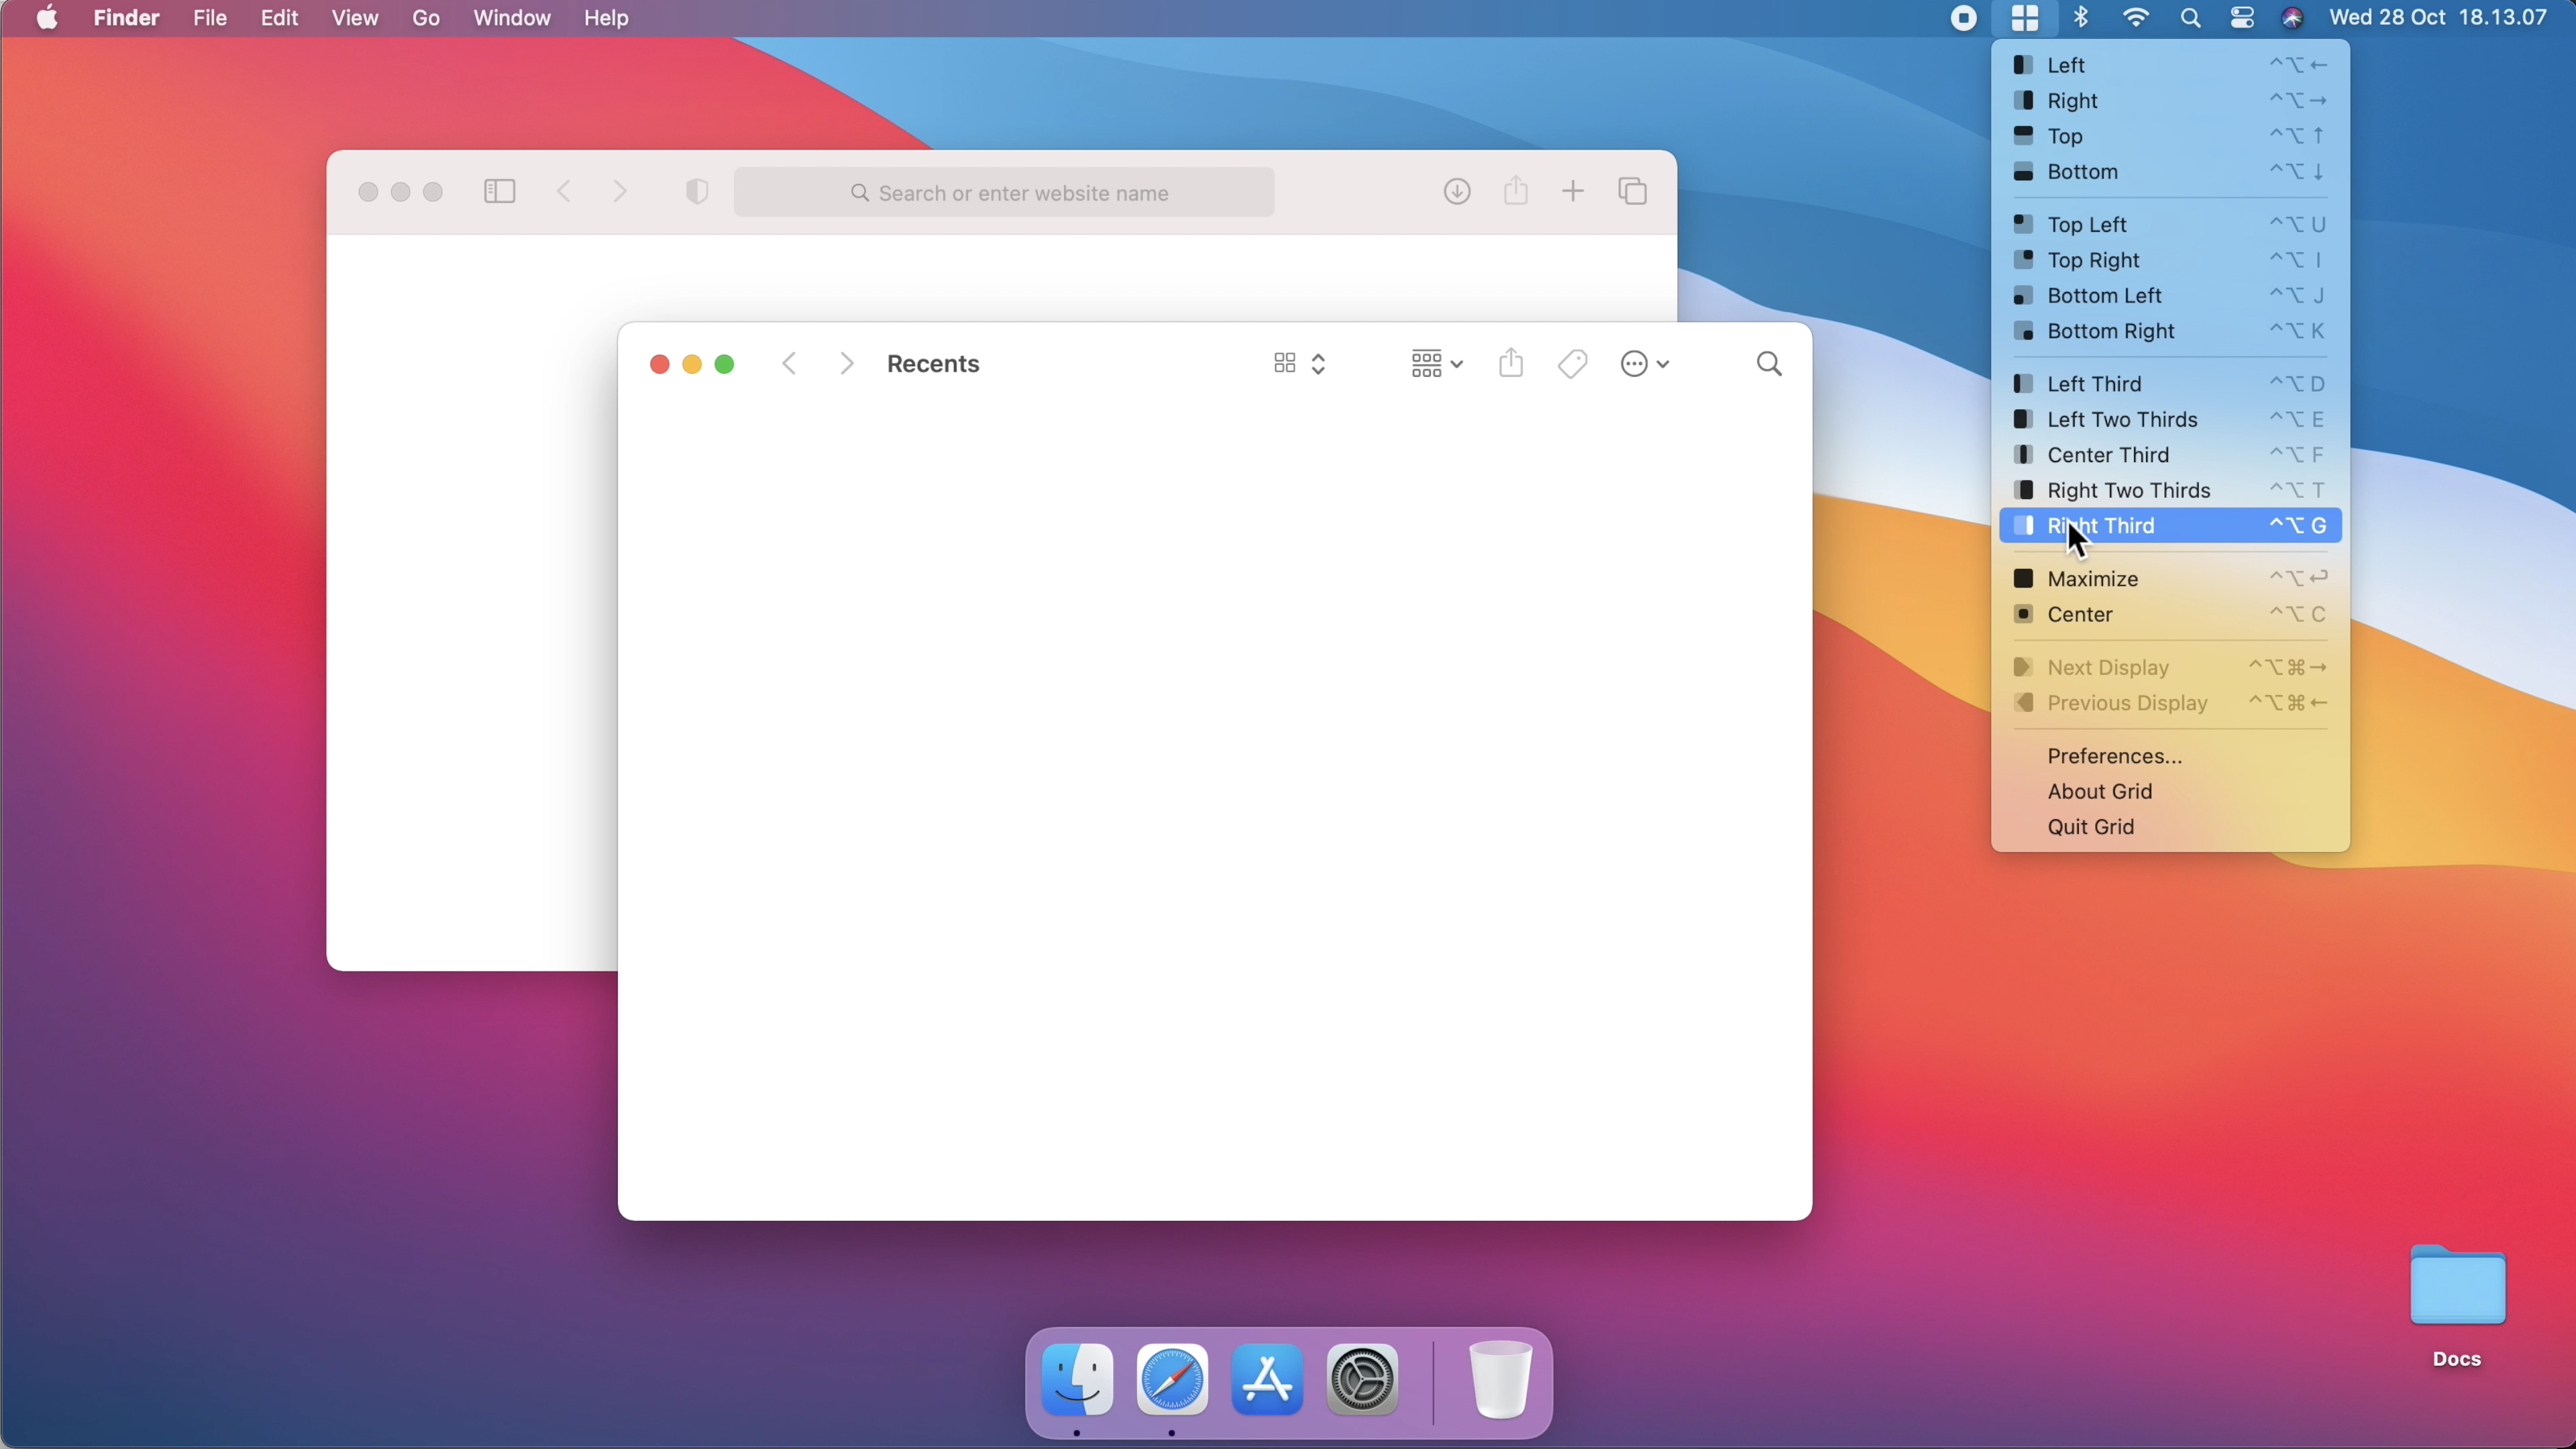 Finder File Edit View Go Window Help Wed 28 Oct 18.13.07
Search or enter website name
Recents
Left ^⌥←
Right ^⌥→
Top ^⌥↑
Bottom ^⌥↓
Top Left ^⌥U
Top Right ^⌥I
Bottom Left ^⌥J
Bottom Right ^⌥K
Left Third ^⌥D
Left Two Thirds ^⌥E
Center Third ^⌥F
Right Two Thirds ^⌥T
Right Third ^⌥G
Maximize ^⌥↩
Center ^⌥C
Next Display ^⌥⌘→
Previous Display ^⌥⌘←
Preferences...
About Grid
Quit Grid
Docs